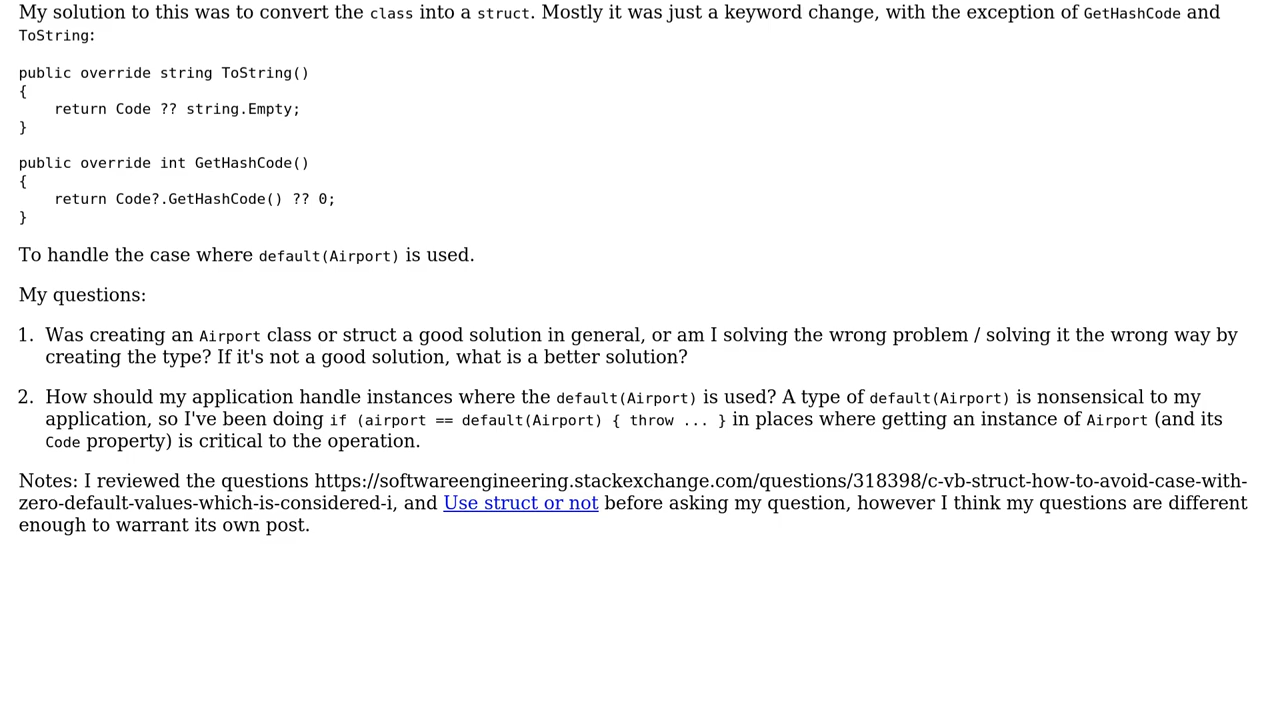 My solution to this was to convert the class into a struct. Mostly it was just a keyword change, with the exception of GetHashCode and
ToString:
public override string ToString()
{
    return Code ?? string.Empty;
}
public override int GetHashCode()
{
    return Code?.GetHashCode() ?? 0;
}
To handle the case where default(Airport) is used.
My questions:
1. Was creating an Airport class or struct a good solution in general, or am I solving the wrong problem / solving it the wrong way by
creating the type? If it's not a good solution, what is a better solution?
2. How should my application handle instances where the default(Airport) is used? A type of default(Airport) is nonsensical to my
application, so I've been doing if (airport == default(Airport) { throw ... } in places where getting an instance of Airport (and its
Code property) is critical to the operation.
Notes: I reviewed the questions https://softwareengineering.stackexchange.com/questions/318398/c-vb-struct-how-to-avoid-case-with-
zero-default-values-which-is-considered-i, and Use struct or not before asking my question, however I think my questions are different
enough to warrant its own post.